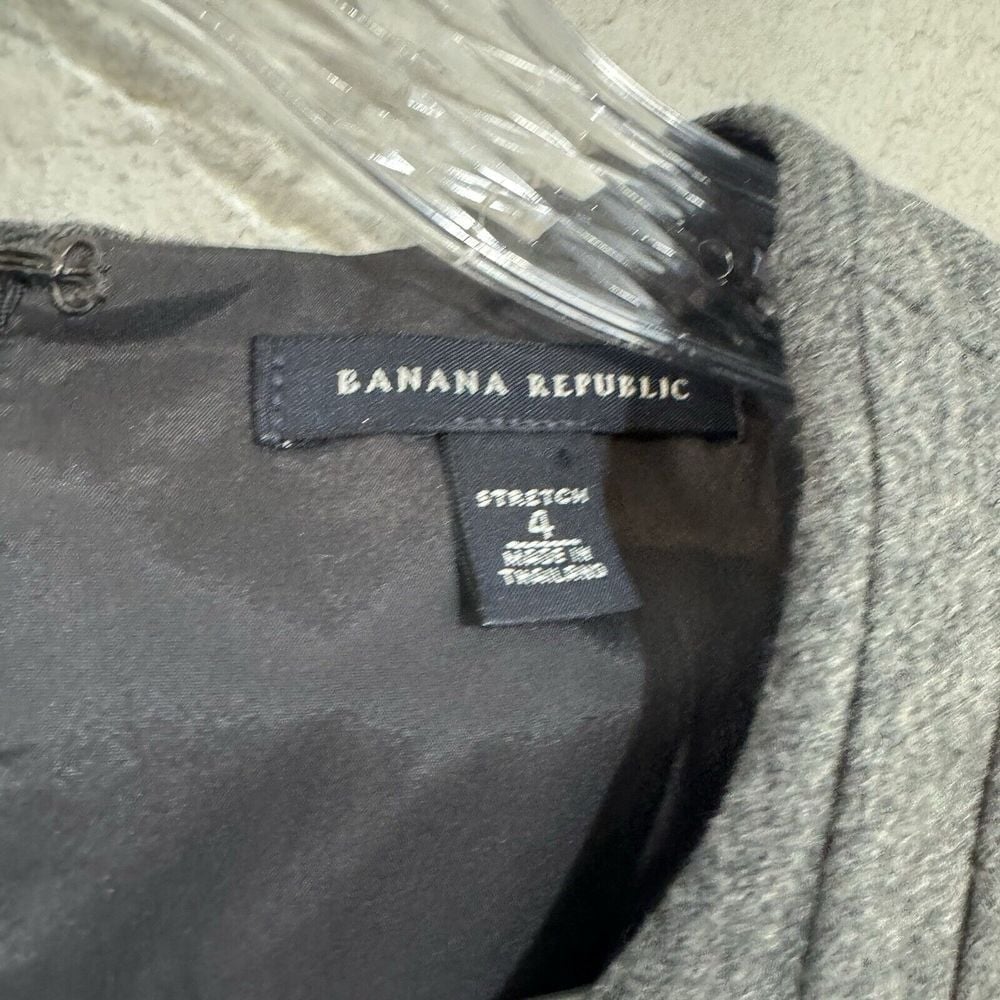 BANANA REPUBLIC
STRETCH
4
MADE IN
THAILAND